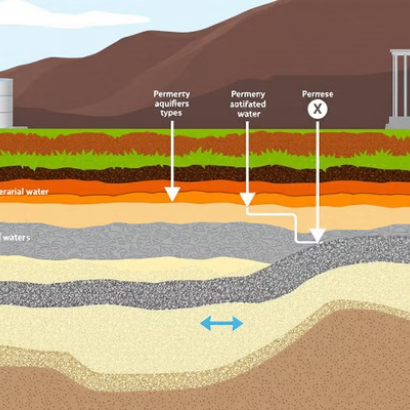 Permerty
aquifiers
types
Permeny
aotifated
water
Permese
X
erarial water
l waters